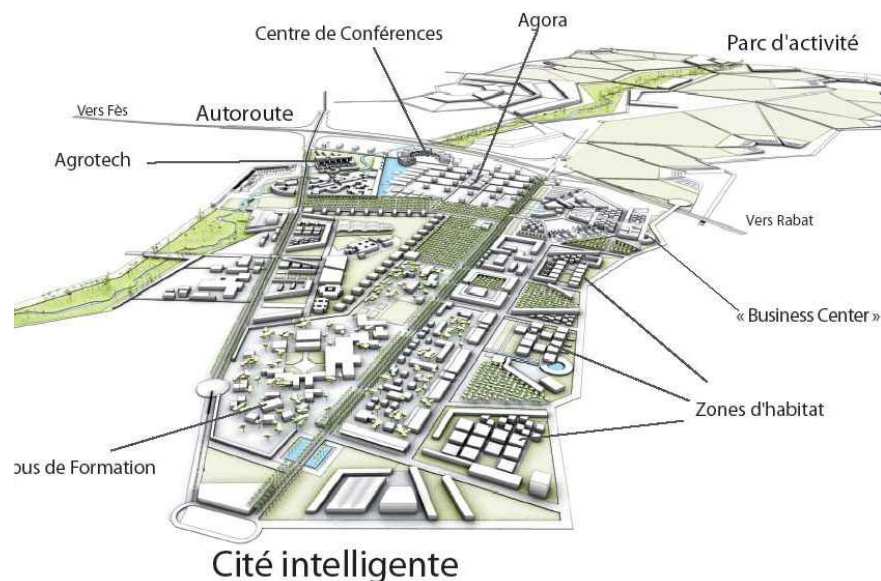 Agora
Centre de Conférences
Parc d'activité
Vers Fès
Autoroute
Agrotech
Vers Rabat
« Business Center »
Zones d'habitat
de Formation
Cité intelligente